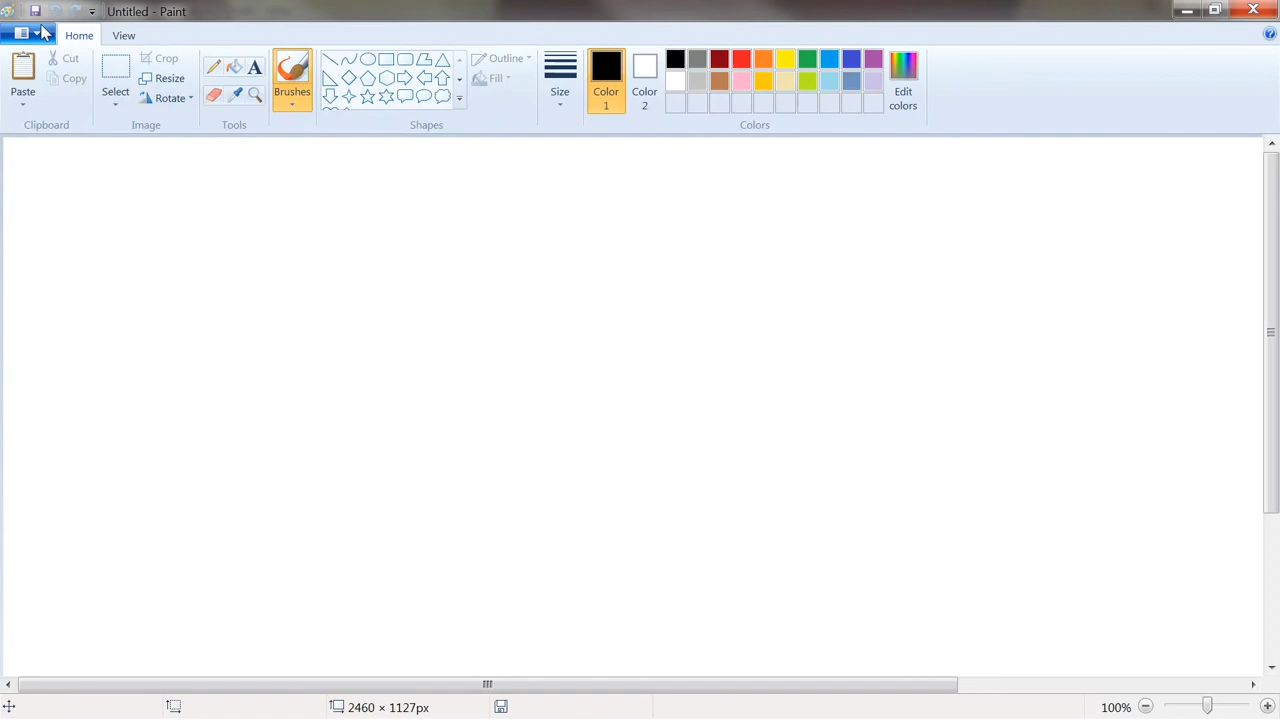 Untitled - Paint
Home View
Paste
Cut
Copy
Clipboard
Select
Crop
Resize
Rotate
Image
A
Tools
Brushes
Outline
Fill
Shapes
Size
Color
1
Color
2
Edit
colors
Colors
2460 × 1127px
100%